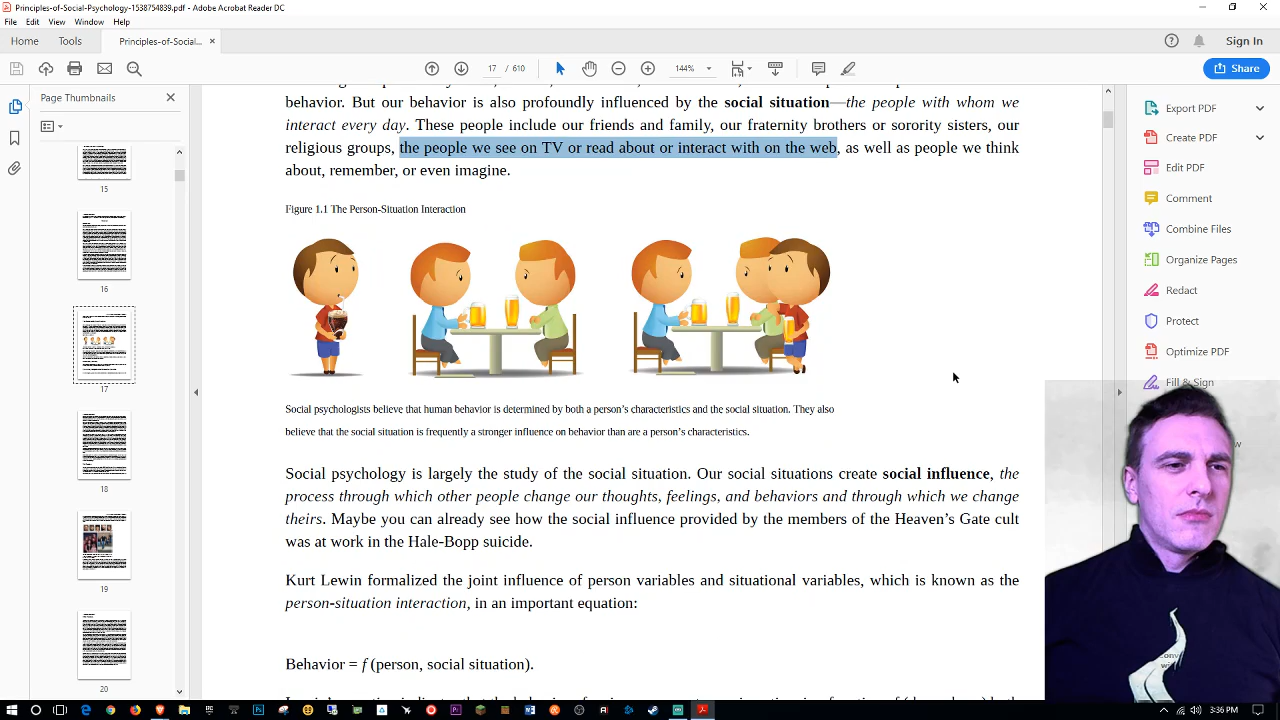 Principles-of-Social-Psychology-1538754839.pdf - Adobe Acrobat Reader DC
File Edit View Window Help
Home Tools Principles-of-Social... ×
17 / 610 144% Sign In
Share
Page Thumbnails
15
16
17
18
19
20
behavior. But our behavior is also profoundly influenced by the social situation—the people with whom we
interact every day. These people include our friends and family, our fraternity brothers or sorority sisters, our
religious groups, the people we see on TV or read about or interact with on the web, as well as people we think
about, remember, or even imagine.
Figure 1.1 The Person-Situation Interaction
Social psychologists believe that human behavior is determined by both a person's characteristics and the social situation. They also
believe that the social situation is frequently a stronger influence on behavior than are a person's characteristics.
Social psychology is largely the study of the social situation. Our social situations create social influence, the
process through which other people change our thoughts, feelings, and behaviors and through which we change
theirs. Maybe you can already see how the social influence provided by the members of the Heaven's Gate cult
was at work in the Hale-Bopp suicide.
Kurt Lewin formalized the joint influence of person variables and situational variables, which is known as the
person-situation interaction, in an important equation:
Behavior = f (person, social situation).
Export PDF
Create PDF
Edit PDF
Comment
Combine Files
Organize Pages
Redact
Protect
Optimize PDF
Fill & Sign
3:36 PM